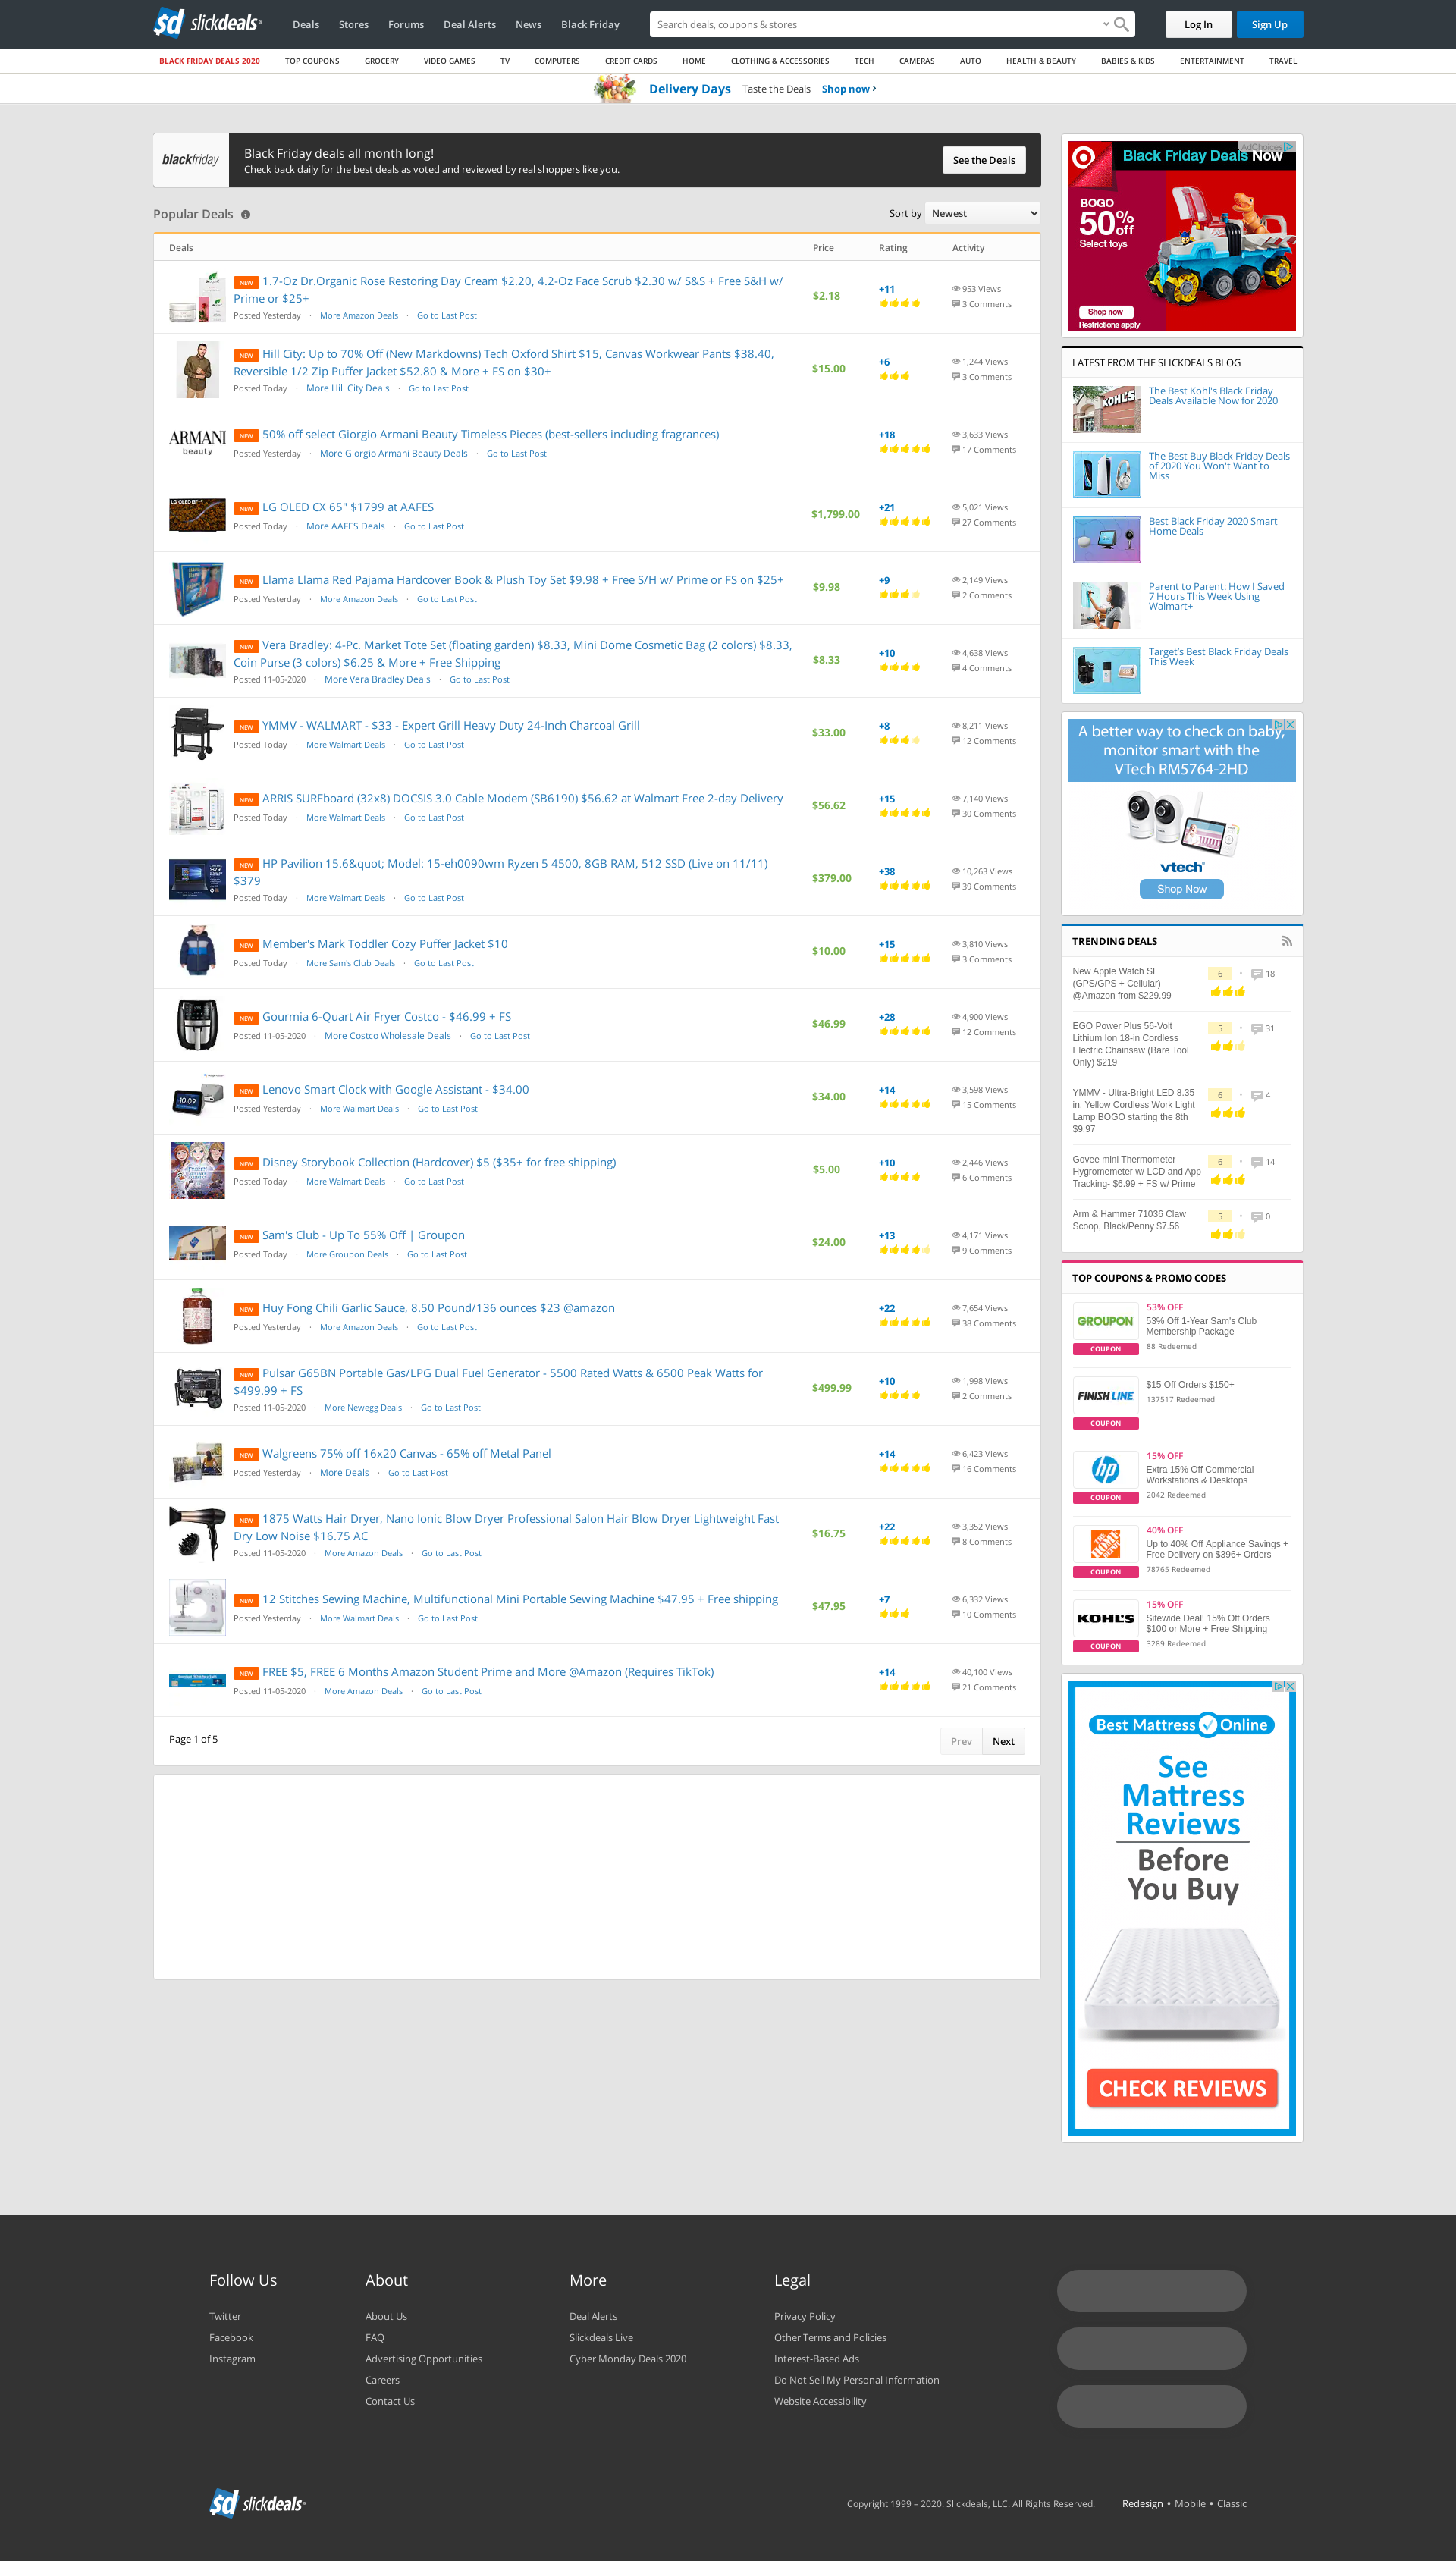 sd slickdeals
Deals Stores Forums Deal Alerts News Black Friday
Search deals, coupons & stores
Log In Sign Up
BLACK FRIDAY DEALS 2020 TOP COUPONS GROCERY VIDEO GAMES TV COMPUTERS CREDIT CARDS HOME CLOTHING & ACCESSORIES TECH CAMERAS AUTO HEALTH & BEAUTY BABIES & KIDS ENTERTAINMENT TRAVEL
Delivery Days Taste the Deals Shop now
blackfriday
Black Friday deals all month long!
Check back daily for the best deals as voted and reviewed by real shoppers like you.
See the Deals
Popular Deals
Sort by Newest
Deals Price Rating Activity
NEW 1.7-Oz Dr.Organic Rose Restoring Day Cream $2.20, 4.2-Oz Face Scrub $2.30 w/ S&S + Free S&H w/
Prime or $25+
Posted Yesterday · More Amazon Deals · Go to Last Post
$2.18
+11
953 Views
3 Comments
NEW Hill City: Up to 70% Off (New Markdowns) Tech Oxford Shirt $15, Canvas Workwear Pants $38.40,
Reversible 1/2 Zip Puffer Jacket $52.80 & More + FS on $30+
Posted Today · More Hill City Deals · Go to Last Post
$15.00
+6
1,244 Views
3 Comments
ARMANI
beauty
NEW 50% off select Giorgio Armani Beauty Timeless Pieces (best-sellers including fragrances)
Posted Yesterday · More Giorgio Armani Beauty Deals · Go to Last Post
+18
3,633 Views
17 Comments
NEW LG OLED CX 65" $1799 at AAFES
Posted Today · More AAFES Deals · Go to Last Post
$1,799.00
+21
5,021 Views
27 Comments
NEW Llama Llama Red Pajama Hardcover Book & Plush Toy Set $9.98 + Free S/H w/ Prime or FS on $25+
Posted Yesterday · More Amazon Deals · Go to Last Post
$9.98
+9
2,149 Views
2 Comments
NEW Vera Bradley: 4-Pc. Market Tote Set (floating garden) $8.33, Mini Dome Cosmetic Bag (2 colors) $8.33,
Coin Purse (3 colors) $6.25 & More + Free Shipping
Posted 11-05-2020 · More Vera Bradley Deals · Go to Last Post
$8.33
+10
4,638 Views
4 Comments
NEW YMMV - WALMART - $33 - Expert Grill Heavy Duty 24-Inch Charcoal Grill
Posted Today · More Walmart Deals · Go to Last Post
$33.00
+8
8,211 Views
12 Comments
NEW ARRIS SURFboard (32x8) DOCSIS 3.0 Cable Modem (SB6190) $56.62 at Walmart Free 2-day Delivery
Posted Today · More Walmart Deals · Go to Last Post
$56.62
+15
7,140 Views
30 Comments
NEW HP Pavilion 15.6&quot; Model: 15-eh0090wm Ryzen 5 4500, 8GB RAM, 512 SSD (Live on 11/11)
$379
Posted Today · More Walmart Deals · Go to Last Post
$379.00
+38
10,263 Views
39 Comments
NEW Member's Mark Toddler Cozy Puffer Jacket $10
Posted Today · More Sam's Club Deals · Go to Last Post
$10.00
+15
3,810 Views
3 Comments
NEW Gourmia 6-Quart Air Fryer Costco - $46.99 + FS
Posted 11-05-2020 · More Costco Wholesale Deals · Go to Last Post
$46.99
+28
4,900 Views
12 Comments
NEW Lenovo Smart Clock with Google Assistant - $34.00
Posted Yesterday · More Walmart Deals · Go to Last Post
$34.00
+14
3,598 Views
15 Comments
NEW Disney Storybook Collection (Hardcover) $5 ($35+ for free shipping)
Posted Today · More Walmart Deals · Go to Last Post
$5.00
+10
2,446 Views
6 Comments
NEW Sam's Club - Up To 55% Off | Groupon
Posted Today · More Groupon Deals · Go to Last Post
$24.00
+13
4,171 Views
9 Comments
NEW Huy Fong Chili Garlic Sauce, 8.50 Pound/136 ounces $23 @amazon
Posted Yesterday · More Amazon Deals · Go to Last Post
+22
7,654 Views
38 Comments
NEW Pulsar G65BN Portable Gas/LPG Dual Fuel Generator - 5500 Rated Watts & 6500 Peak Watts for
$499.99 + FS
Posted 11-05-2020 · More Newegg Deals · Go to Last Post
$499.99
+10
1,998 Views
2 Comments
NEW Walgreens 75% off 16x20 Canvas - 65% off Metal Panel
Posted Yesterday · More Deals · Go to Last Post
+14
6,423 Views
16 Comments
NEW 1875 Watts Hair Dryer, Nano Ionic Blow Dryer Professional Salon Hair Blow Dryer Lightweight Fast
Dry Low Noise $16.75 AC
Posted 11-05-2020 · More Amazon Deals · Go to Last Post
$16.75
+22
3,352 Views
8 Comments
NEW 12 Stitches Sewing Machine, Multifunctional Mini Portable Sewing Machine $47.95 + Free shipping
Posted Yesterday · More Walmart Deals · Go to Last Post
$47.95
+7
6,332 Views
10 Comments
NEW FREE $5, FREE 6 Months Amazon Student Prime and More @Amazon (Requires TikTok)
Posted 11-05-2020 · More Amazon Deals · Go to Last Post
+14
40,100 Views
21 Comments
Page 1 of 5
Prev Next
AdChoices
Black Friday Deals Now
BOGO
50% off
Select toys
Shop now
Restrictions apply
LATEST FROM THE SLICKDEALS BLOG
The Best Kohl's Black Friday
Deals Available Now for 2020
The Best Buy Black Friday Deals
of 2020 You Won't Want to
Miss
Best Black Friday 2020 Smart
Home Deals
Parent to Parent: How I Saved
7 Hours This Week Using
Walmart+
Target's Best Black Friday Deals
This Week
A better way to check on baby,
monitor smart with the
VTech RM5764-2HD
vtech
Shop Now
TRENDING DEALS
New Apple Watch SE
(GPS/GPS + Cellular)
@Amazon from $229.99
6 • 18
EGO Power Plus 56-Volt
Lithium Ion 18-in Cordless
Electric Chainsaw (Bare Tool
Only) $219
5 • 31
YMMV - Ultra-Bright LED 8.35
in. Yellow Cordless Work Light
Lamp BOGO starting the 8th
$9.97
6 • 4
Govee mini Thermometer
Hygromemeter w/ LCD and App
Tracking- $6.99 + FS w/ Prime
6 • 14
Arm & Hammer 71036 Claw
Scoop, Black/Penny $7.56
5 • 0
TOP COUPONS & PROMO CODES
GROUPON
COUPON
53% OFF
53% Off 1-Year Sam's Club
Membership Package
88 Redeemed
FINISH LINE
COUPON
$15 Off Orders $150+
137517 Redeemed
hp
COUPON
15% OFF
Extra 15% Off Commercial
Workstations & Desktops
2042 Redeemed
THE HOME DEPOT
COUPON
40% OFF
Up to 40% Off Appliance Savings +
Free Delivery on $396+ Orders
78765 Redeemed
KOHL'S
COUPON
15% OFF
Sitewide Deal! 15% Off Orders
$100 or More + Free Shipping
3289 Redeemed
Best Mattress Online
See
Mattress
Reviews
Before
You Buy
CHECK REVIEWS
Follow Us
Twitter
Facebook
Instagram
About
About Us
FAQ
Advertising Opportunities
Careers
Contact Us
More
Deal Alerts
Slickdeals Live
Cyber Monday Deals 2020
Legal
Privacy Policy
Other Terms and Policies
Interest-Based Ads
Do Not Sell My Personal Information
Website Accessibility
sd slickdeals
Copyright 1999 – 2020. Slickdeals, LLC. All Rights Reserved.
Redesign • Mobile • Classic